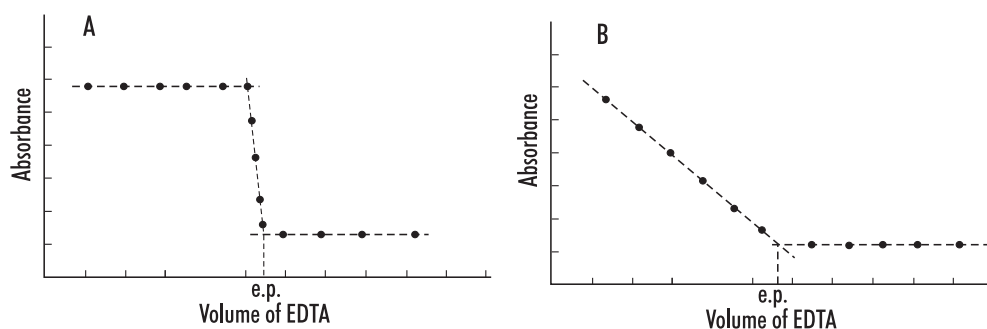 A
Absorbance
e.p.
Volume of EDTA
B
Absorbance
e.p.
Volume of EDTA